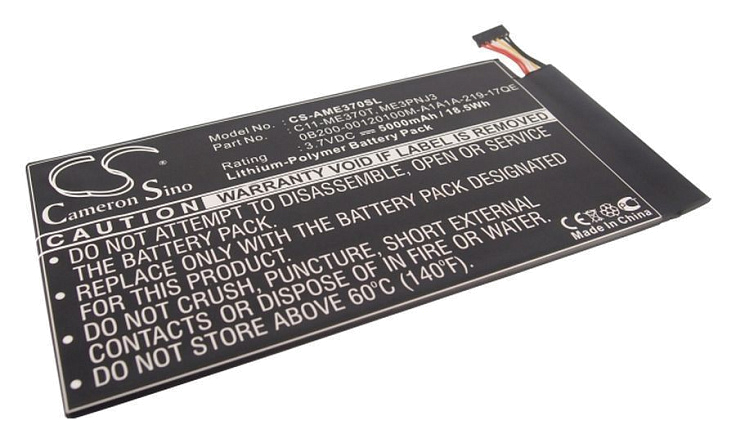 CS
Cameron Sino
CS-AME370SL
Model No.: C11-ME370T, ME3PNJ3
Part No.: 0B200-00120100M-A1A1A-219-17QE
Rating : 3.7VDC 5000mAh / 18.5Wh
Lithium-Polymer Battery Pack
WARRANTY VOID IF THIS LABEL IS REMOVED
CAUTION
DO NOT ATTEMPT TO DISASSEMBLE, OPEN OR SERVICE
THE BATTERY PACK.
REPLACE ONLY WITH THE BATTERY PACK DESIGNATED
FOR THIS PRODUCT.
DO NOT CRUSH, PUNCTURE, SHORT EXTERNAL
CONTACTS OR DISPOSE OF IN FIRE OR WATER.
DO NOT EXPOSE ABOVE 60°C (140°F)
CE
Made in China